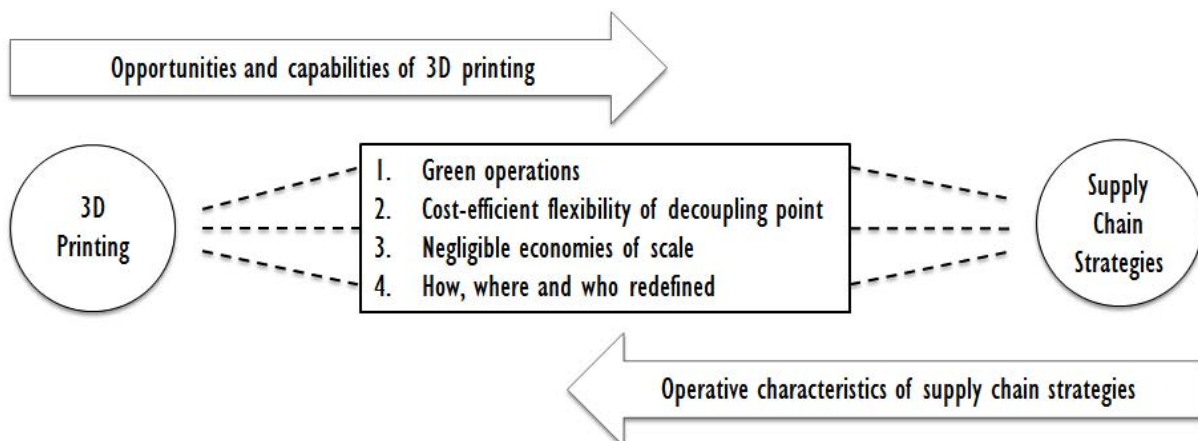 Opportunities and capabilities of 3D printing
3D
Printing
1. Green operations
2. Cost-efficient flexibility of decoupling point
3. Negligible economies of scale
4. How, where and who redefined
Supply
Chain
Strategies
Operative characteristics of supply chain strategies